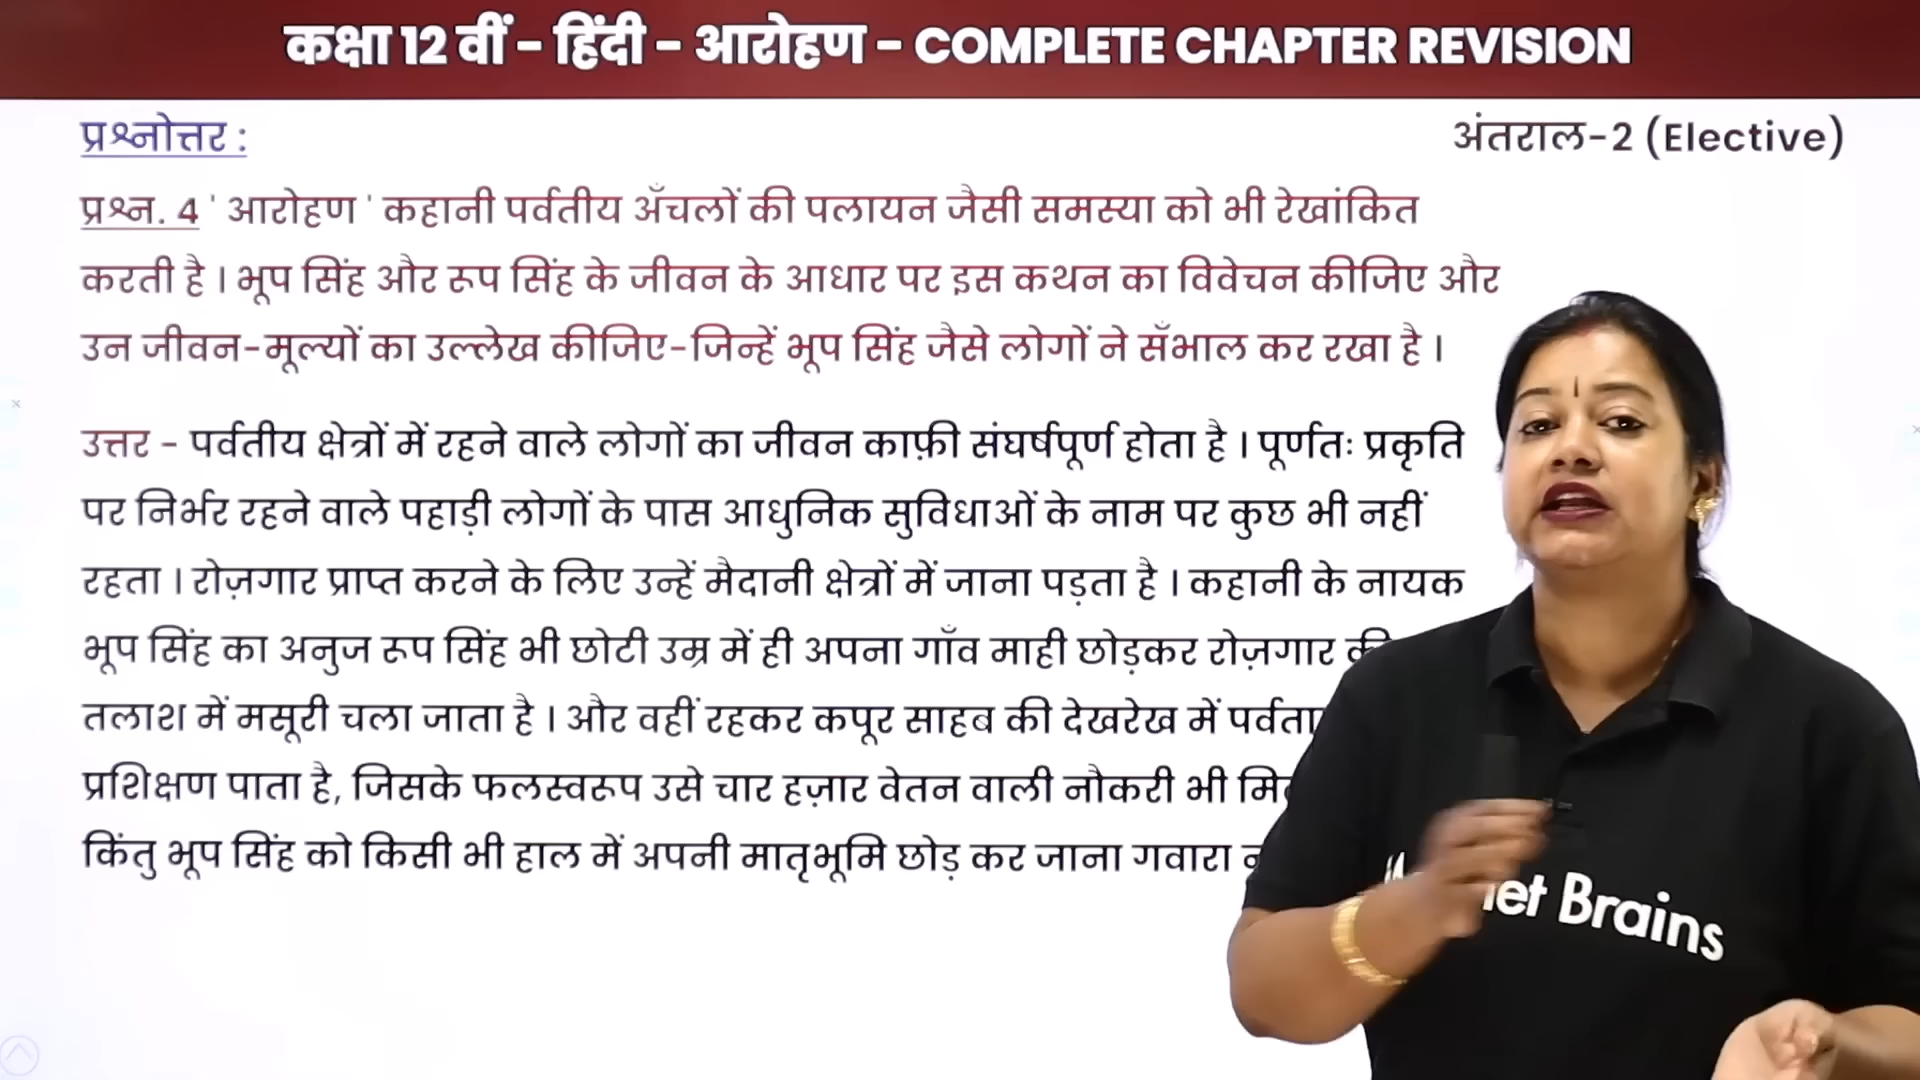 कक्षा 12 वीं - हिंदी - आरोहण - COMPLETE CHAPTER REVISION
प्रश्नोत्तर :
अंतराल-2 (Elective)
प्रश्न. 4 ' आरोहण ' कहानी पर्वतीय अँचलों की पलायन जैसी समस्या को भी रेखांकित
करती है । भूप सिंह और रूप सिंह के जीवन के आधार पर इस कथन का विवेचन कीजिए और
उन जीवन-मूल्यों का उल्लेख कीजिए-जिन्हें भूप सिंह जैसे लोगों ने सँभाल कर रखा है ।
उत्तर - पर्वतीय क्षेत्रों में रहने वाले लोगों का जीवन काफ़ी संघर्षपूर्ण होता है । पूर्णतः प्रकृति
पर निर्भर रहने वाले पहाड़ी लोगों के पास आधुनिक सुविधाओं के नाम पर कुछ भी नहीं
रहता । रोज़गार प्राप्त करने के लिए उन्हें मैदानी क्षेत्रों में जाना पड़ता है । कहानी के नायक
भूप सिंह का अनुज रूप सिंह भी छोटी उम्र में ही अपना गाँव माही छोड़कर रोज़गार की
तलाश में मसूरी चला जाता है । और वहीं रहकर कपूर साहब की देखरेख में
प्रशिक्षण पाता है, जिसके फलस्वरूप उसे चार हज़ार वेतन वाली नौकरी भी
किंतु भूप सिंह को किसी भी हाल में अपनी मातृभूमि छोड़ कर जाना गवारा
Brains